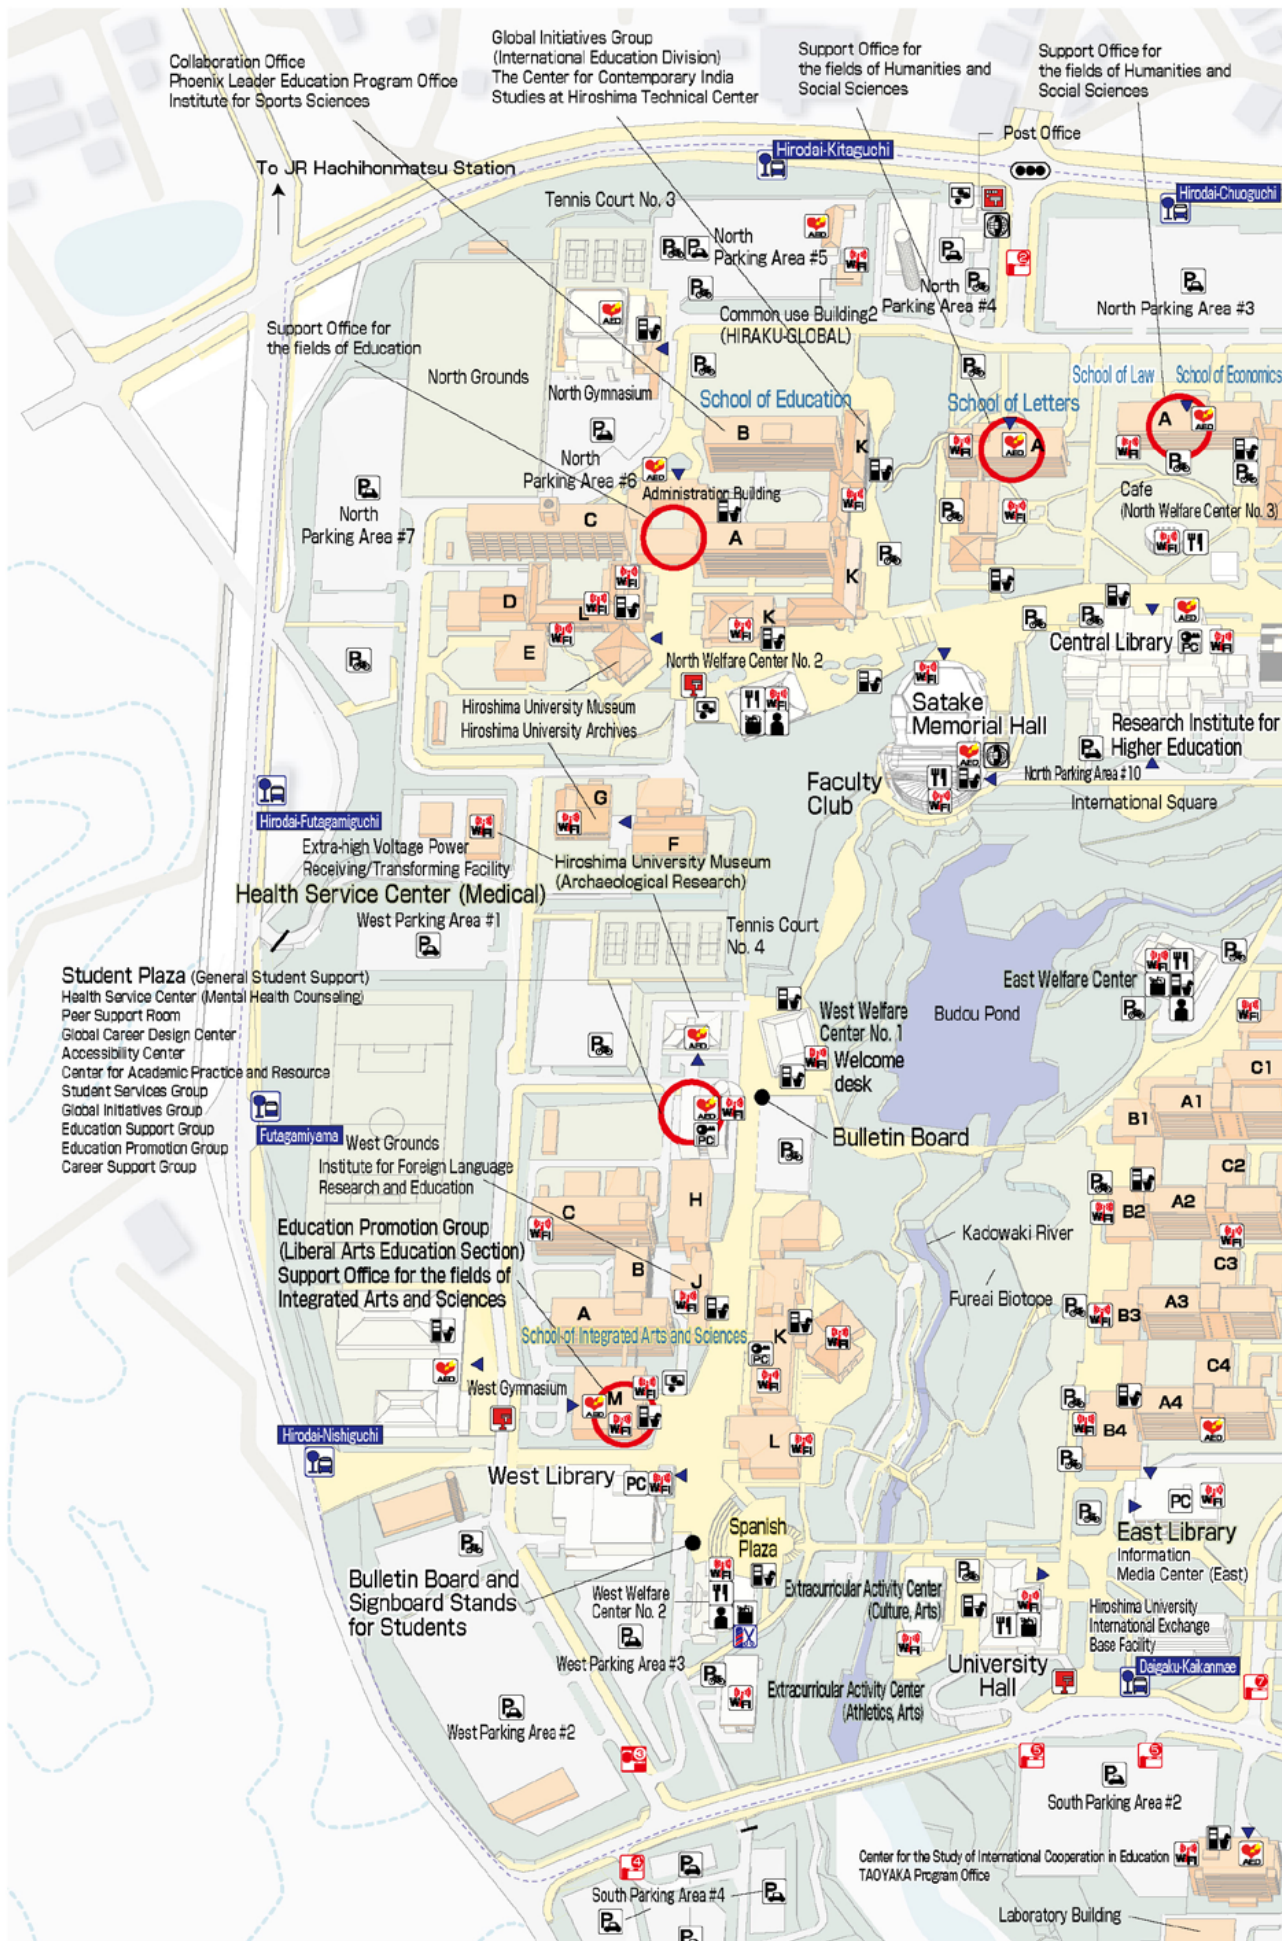 Collaboration Office
Phoenix Leader Education Program Office
Institute for Sports Sciences
Global Initiatives Group
(International Education Division)
The Center for Contemporary India
Studies at Hiroshima Technical Center
Support Office for
the fields of Humanities and
Social Sciences
Support Office for
the fields of Humanities and
Social Sciences
Post Office
Hirodai-Kitaguchi
To JR Hachihonmatsu Station
Hirodai-Chuoguchi
Tennis Court No. 3
North
Parking Area #5
North
Parking Area #4
North Parking Area #3
Common use Building2
(HIRAKU-GLOBAL)
Support Office for
the fields of Education
North Grounds
North Gymnasium
School of Education
School of Letters
School of Law
School of Economics
B
K
A
A
North
Parking Area #6
Administration Building
North
Parking Area #7
Cafe
(North Welfare Center No. 3)
C
A
K
D
L
K
E
North Welfare Center No. 2
Central Library
Satake
Memorial Hall
Research Institute for
Higher Education
Hiroshima University Museum
Hiroshima University Archives
North Parking Area #10
Faculty
Club
International Square
G
F
Hirodai-Futagamiguchi
Extra-high Voltage Power
Receiving/Transforming Facility
Hiroshima University Museum
(Archaeological Research)
Health Service Center (Medical)
West Parking Area #1
Tennis Court
No. 4
Student Plaza (General Student Support)
Health Service Center (Mental Health Counseling)
Peer Support Room
Global Career Design Center
Accessibility Center
Center for Academic Practice and Resource
Student Services Group
Global Initiatives Group
Education Support Group
Education Promotion Group
Career Support Group
East Welfare Center
Budou Pond
West Welfare
Center No. 1
Welcome
desk
C1
A1
B1
Futagamiyama
West Grounds
Bulletin Board
Institute for Foreign Language
Research and Education
C2
A2
B2
Education Promotion Group
(Liberal Arts Education Section)
Support Office for the fields of
Integrated Arts and Sciences
C
H
B
J
A
Kadowaki River
C3
Fureai Biotope
A3
B3
School of Integrated Arts and Sciences
K
C4
West Gymnasium
M
A4
B4
Hirodai-Nishiguchi
L
West Library
PC
PC
East Library
Information
Media Center (East)
Spanish
Plaza
Bulletin Board and
Signboard Stands
for Students
West Welfare
Center No. 2
Extracurricular Activity Center
(Culture, Arts)
Hiroshima University
International Exchange
Base Facility
West Parking Area #3
University
Hall
Daigaku-Kaikanmae
Extracurricular Activity Center
(Athletics, Arts)
West Parking Area #2
South Parking Area #2
Center for the Study of International Cooperation in Education
TAOYAKA Program Office
South Parking Area #4
Laboratory Building